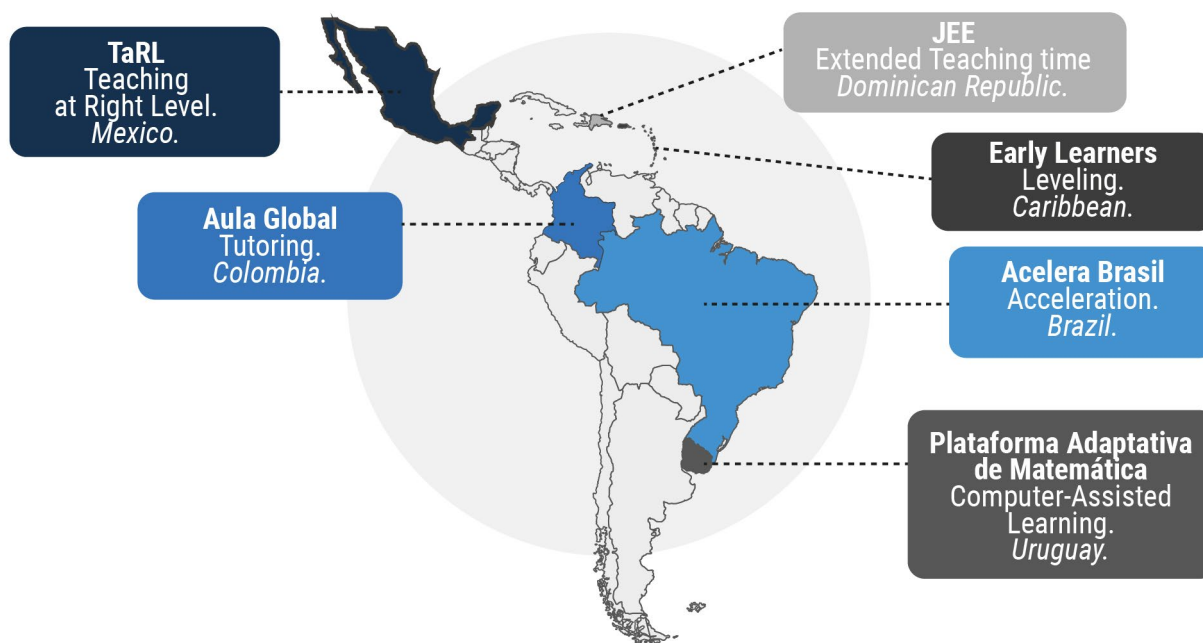 TaRL
Teaching
at Right Level.
Mexico.
JEE
Extended Teaching time
Dominican Republic.
Early Learners
Leveling.
Caribbean.
Aula Global
Tutoring.
Colombia.
Acelera Brasil
Acceleration.
Brazil.
Plataforma Adaptativa
de Matemática
Computer-Assisted
Learning.
Uruguay.